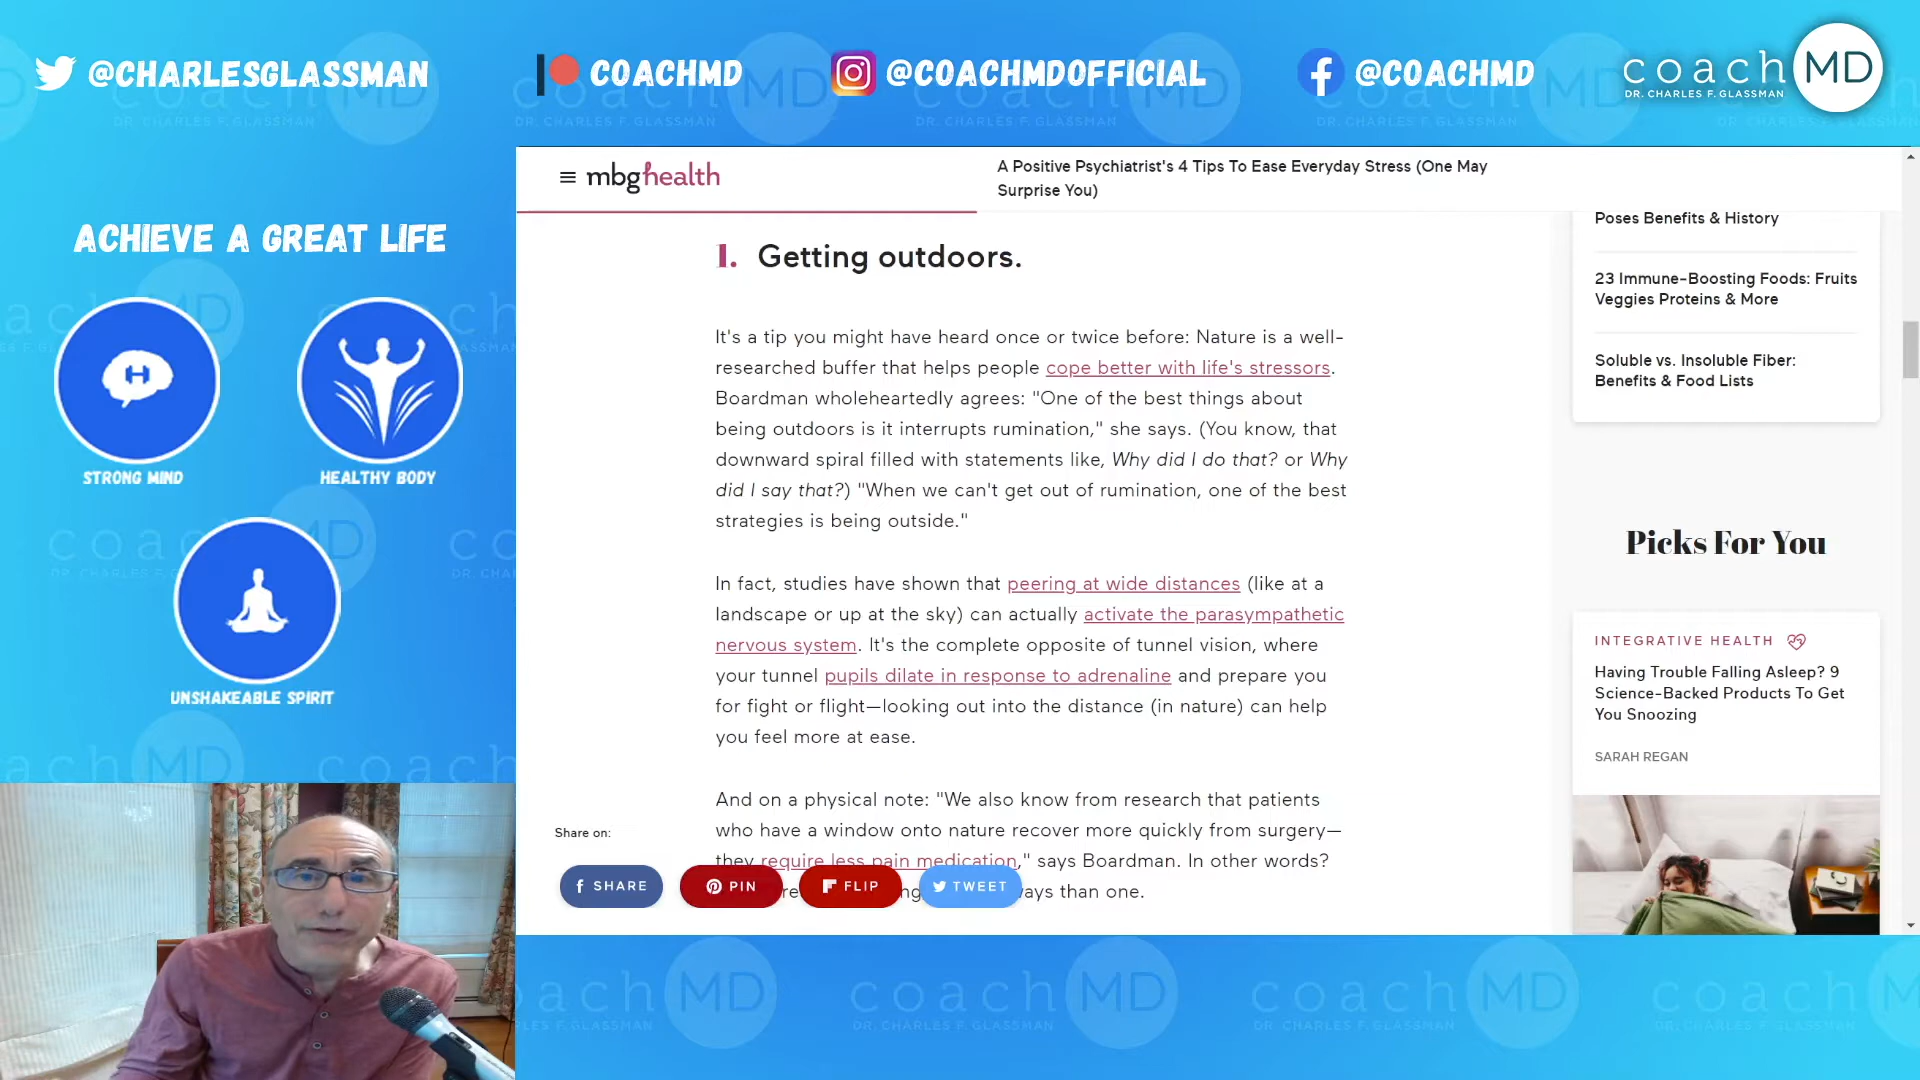 @CHARLESGLASSMAN
COACHMD
@COACHMDOFFICIAL
@COACHMD
coach MD
DR. CHARLES F. GLASSMAN
ACHIEVE A GREAT LIFE
STRONG MIND
HEALTHY BODY
UNSHAKEABLE SPIRIT
mbghealth
A Positive Psychiatrist's 4 Tips To Ease Everyday Stress (One May
Surprise You)
1. Getting outdoors.
It's a tip you might have heard once or twice before: Nature is a well-
researched buffer that helps people cope better with life's stressors.
Boardman wholeheartedly agrees: "One of the best things about
being outdoors is it interrupts rumination," she says. (You know, that
downward spiral filled with statements like, Why did I do that? or Why
did I say that?) "When we can't get out of rumination, one of the best
strategies is being outside."
In fact, studies have shown that peering at wide distances (like at a
landscape or up at the sky) can actually activate the parasympathetic
nervous system. It's the complete opposite of tunnel vision, where
your tunnel pupils dilate in response to adrenaline and prepare you
for fight or flight—looking out into the distance (in nature) can help
you feel more at ease.
And on a physical note: "We also know from research that patients
who have a window onto nature recover more quickly from surgery—
they require less pain medication," says Boardman. In other words?
ways than one.
Share on:
SHARE
PIN
FLIP
TWEET
Poses Benefits & History
23 Immune-Boosting Foods: Fruits
Veggies Proteins & More
Soluble vs. Insoluble Fiber:
Benefits & Food Lists
Picks For You
INTEGRATIVE HEALTH
Having Trouble Falling Asleep? 9
Science-Backed Products To Get
You Snoozing
SARAH REGAN
coach MD
DR. CHARLES F. GLASSMAN
coach MD
DR. CHARLES F. GLASSMAN